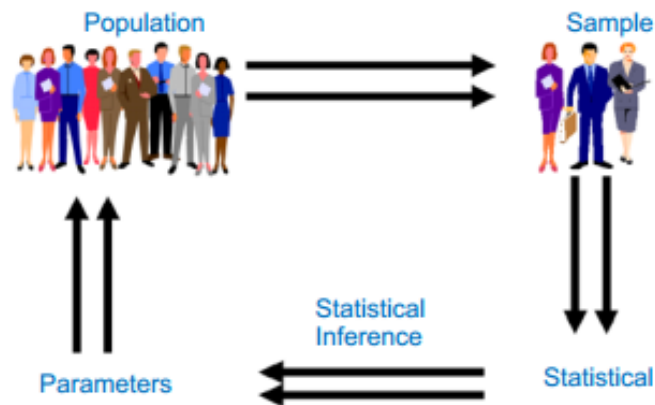 Population
Sample
Statistical
Inference
Parameters
Statistical